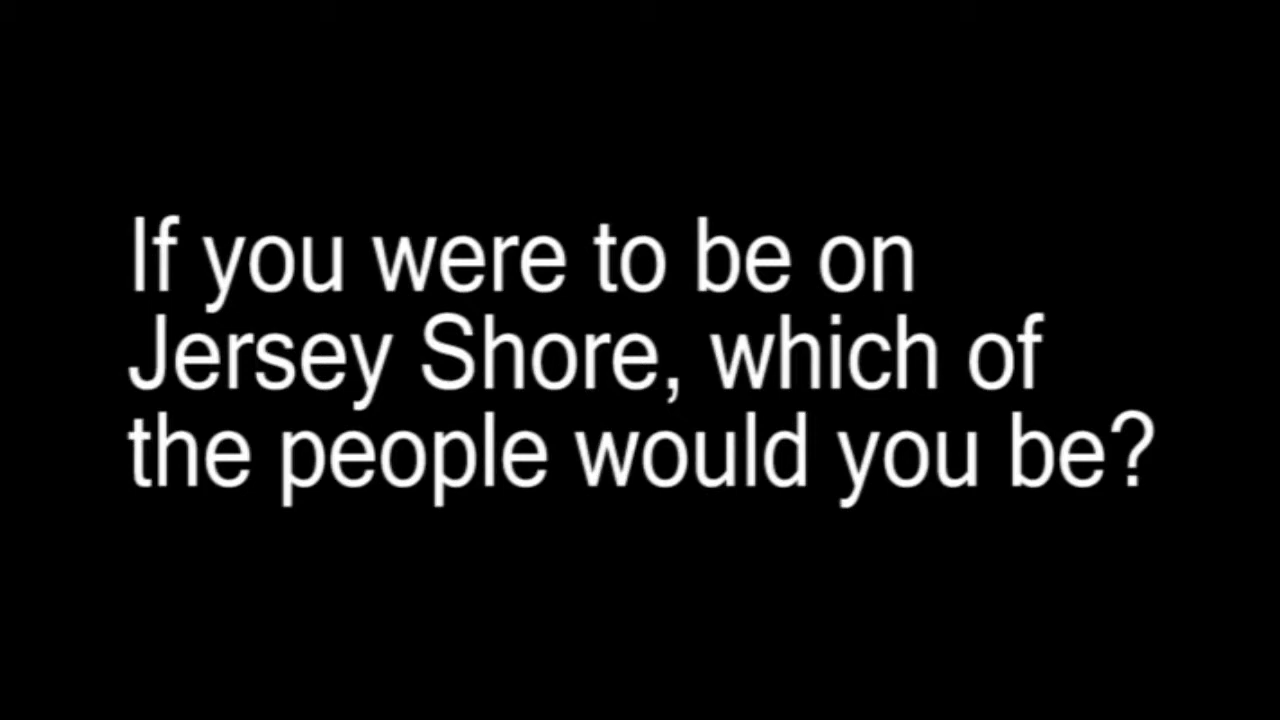 If you were to be on
Jersey Shore, which of
the people would you be?